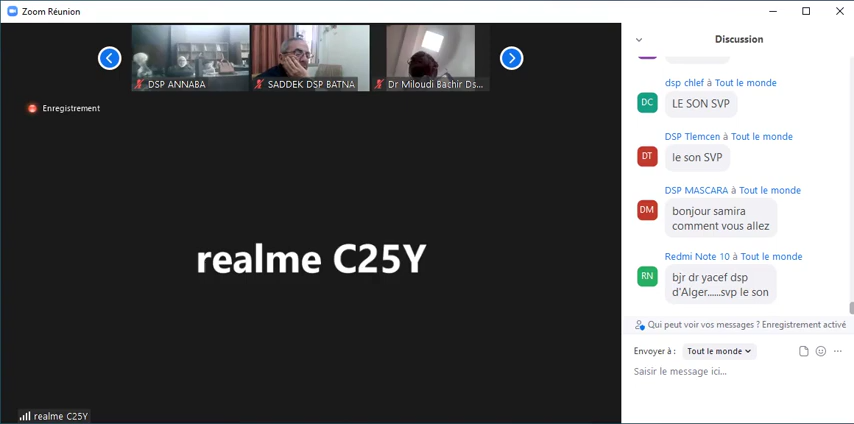 Zoom Réunion
DSP ANNABA
SADDEK DSP BATNA
Dr Miloudi Bachir Ds...
Enregistrement
realme C25Y
realme C25Y
Discussion
dsp chlef à Tout le monde
DC
LE SON SVP
DSP Tlemcen à Tout le monde
DT
le son SVP
DSP MASCARA à Tout le monde
DM
bonjour samira
comment vous allez
Redmi Note 10 à Tout le monde
RN
bjr dr yacef dsp
d'Alger......svp le son
Qui peut voir vos messages ? Enregistrement activé
Envoyer à : Tout le monde
Saisir le message ici...